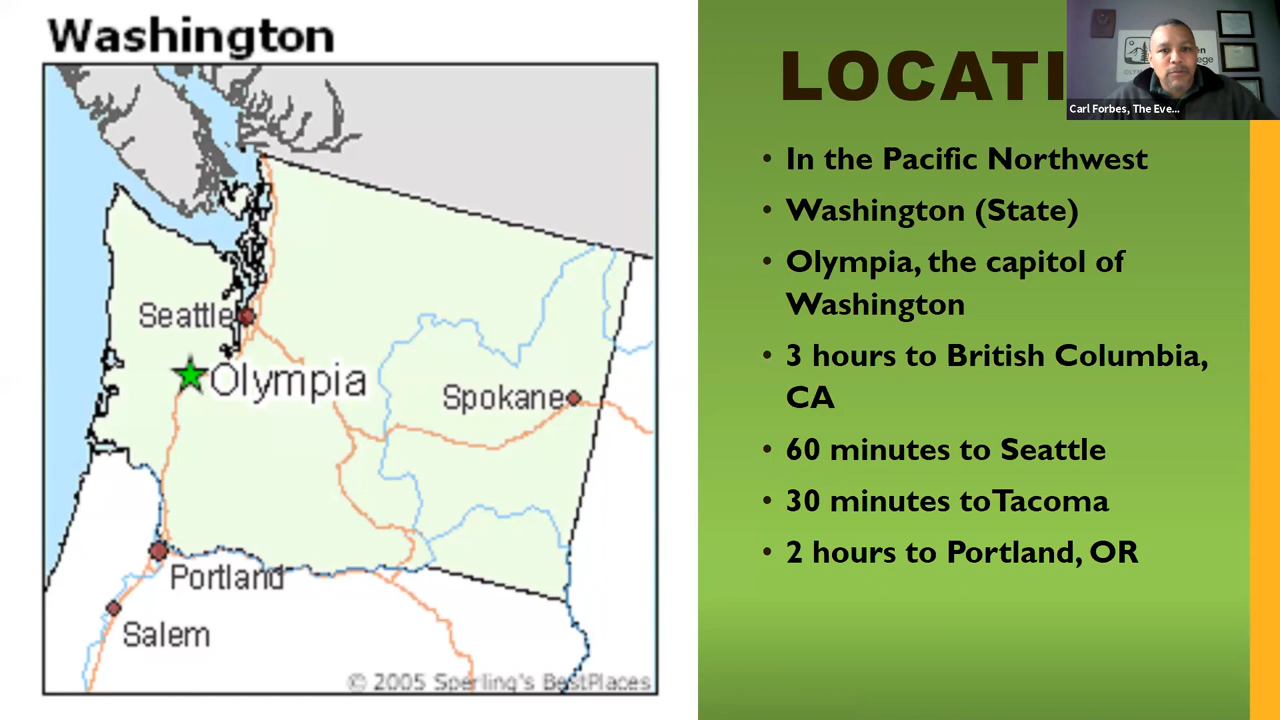 Washington
Seattle
Olympia
Spokane
Portland
Salem
© 2005 Sperling's BestPlaces
LOCATI
• In the Pacific Northwest
• Washington (State)
• Olympia, the capitol of
Washington
• 3 hours to British Columbia,
CA
• 60 minutes to Seattle
• 30 minutes toTacoma
• 2 hours to Portland, OR
Carl Forbes, The Eve...